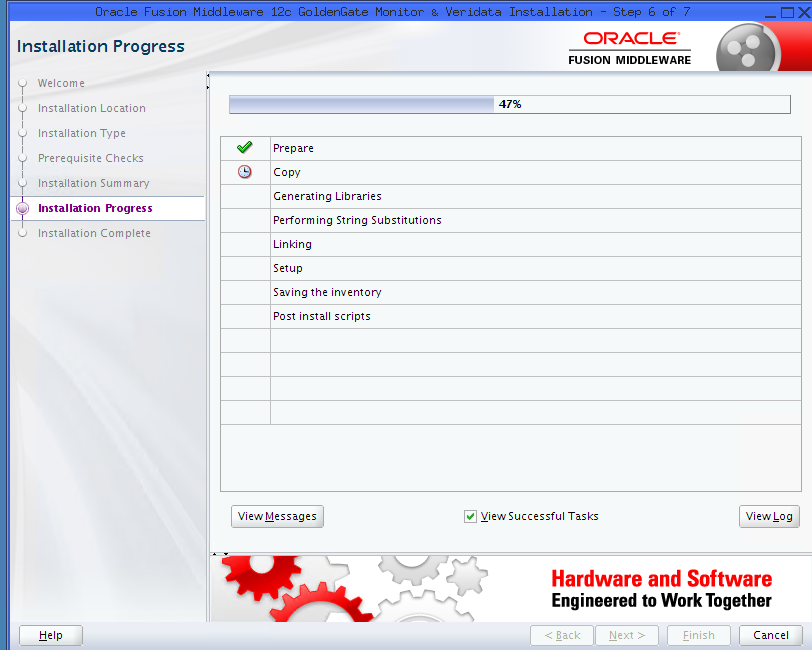 Oracle Fusion Middleware 12c GoldenGate Monitor & Veridata Installation - Step 6 of 7
Installation Progress
ORACLE
FUSION MIDDLEWARE
Welcome
Installation Location
Installation Type
Prerequisite Checks
Installation Summary
Installation Progress
Installation Complete
47%
Prepare
Copy
Generating Libraries
Performing String Substitutions
Linking
Setup
Saving the inventory
Post install scripts
View Messages
View Successful Tasks
View Log
Hardware and Software
Engineered to Work Together
Help
< Back
Next >
Finish
Cancel